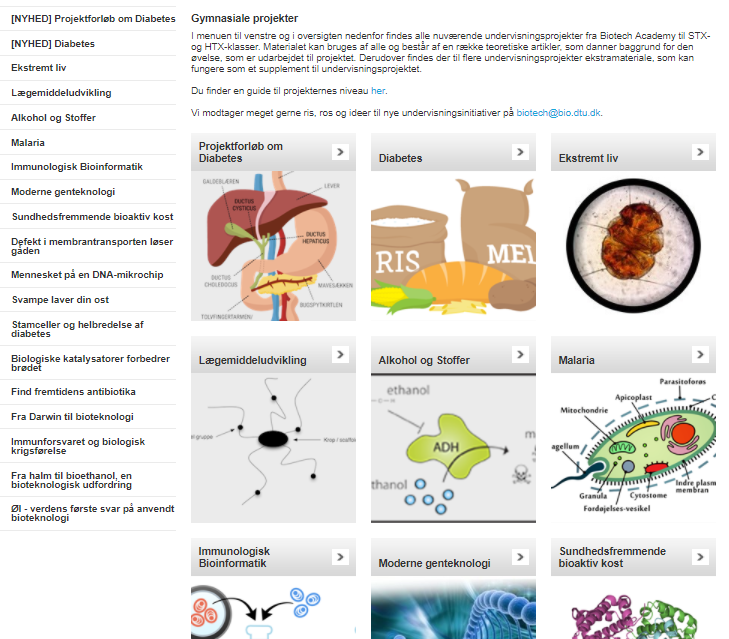 [NYHED] Projektforløb om Diabetes
[NYHED] Diabetes
Ekstremt liv
Lægemiddeludvikling
Alkohol og Stoffer
Malaria
Immunologisk Bioinformatik
Moderne genteknologi
Sundhedsfremmende bioaktiv kost
Defekt i membrantransporten løser
gåden
Mennesket på en DNA-mikrochip
Svampe laver din ost
Stamceller og helbredelse af
diabetes
Biologiske katalysatorer forbedrer
brødet
Find fremtidens antibiotika
Fra Darwin til bioteknologi
Immunforsvaret og biologisk
krigsførelse
Fra halm til bioethanol, en
bioteknologisk udfordring
Øl - verdens første svar på anvendt
bioteknologi
Gymnasiale projekter
I menuen til venstre og i oversigten nedenfor findes alle nuværende undervisningsprojekter fra Biotech Academy til STX-
og HTX-klasser. Materialet kan bruges af alle og består af en række teoretiske artikler, som danner baggrund for den
øvelse, som er udarbejdet til projektet. Derudover findes der til flere undervisningsprojekter ekstramateriale, som kan
fungere som et supplement til undervisningsprojektet.
Du finder en guide til projekternes niveau her.
Vi modtager meget gerne ris, ros og ideer til nye undervisningsinitiativer på biotech@bio.dtu.dk.
Projektforløb om
Diabetes
GALDEBLÆREN
LEVER
DUCTUS
CYSTICUS
DUCTUS
HEPATICUS
DUCTUS
CHOLEDOCUS
MAVESÆKKEN
BUGSPYTKIRTLEN
TOLVFINGERTARMEN/
Diabetes
RIS
MEL
Ekstremt liv
Lægemiddeludvikling
gruppe
Krop / scaffol
Alkohol og Stoffer
ethanol
ADH
m
thanol
Malaria
Parasitoforøs
Apicoplast
C
Mitochondrie
agellum
Granula
Cytostome
Indre plasm
membran
Fordøjelses-vesikel
Immunologisk
Bioinformatik
Moderne genteknologi
Sundhedsfremmende
bioaktiv kost